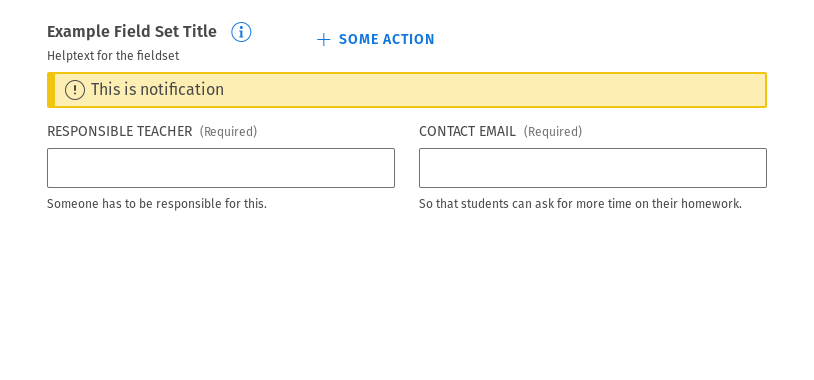 Example Field Set Title
SOME ACTION
Helptext for the fieldset
This is notification
RESPONSIBLE TEACHER (Required)
CONTACT EMAIL (Required)
Someone has to be responsible for this.
So that students can ask for more time on their homework.